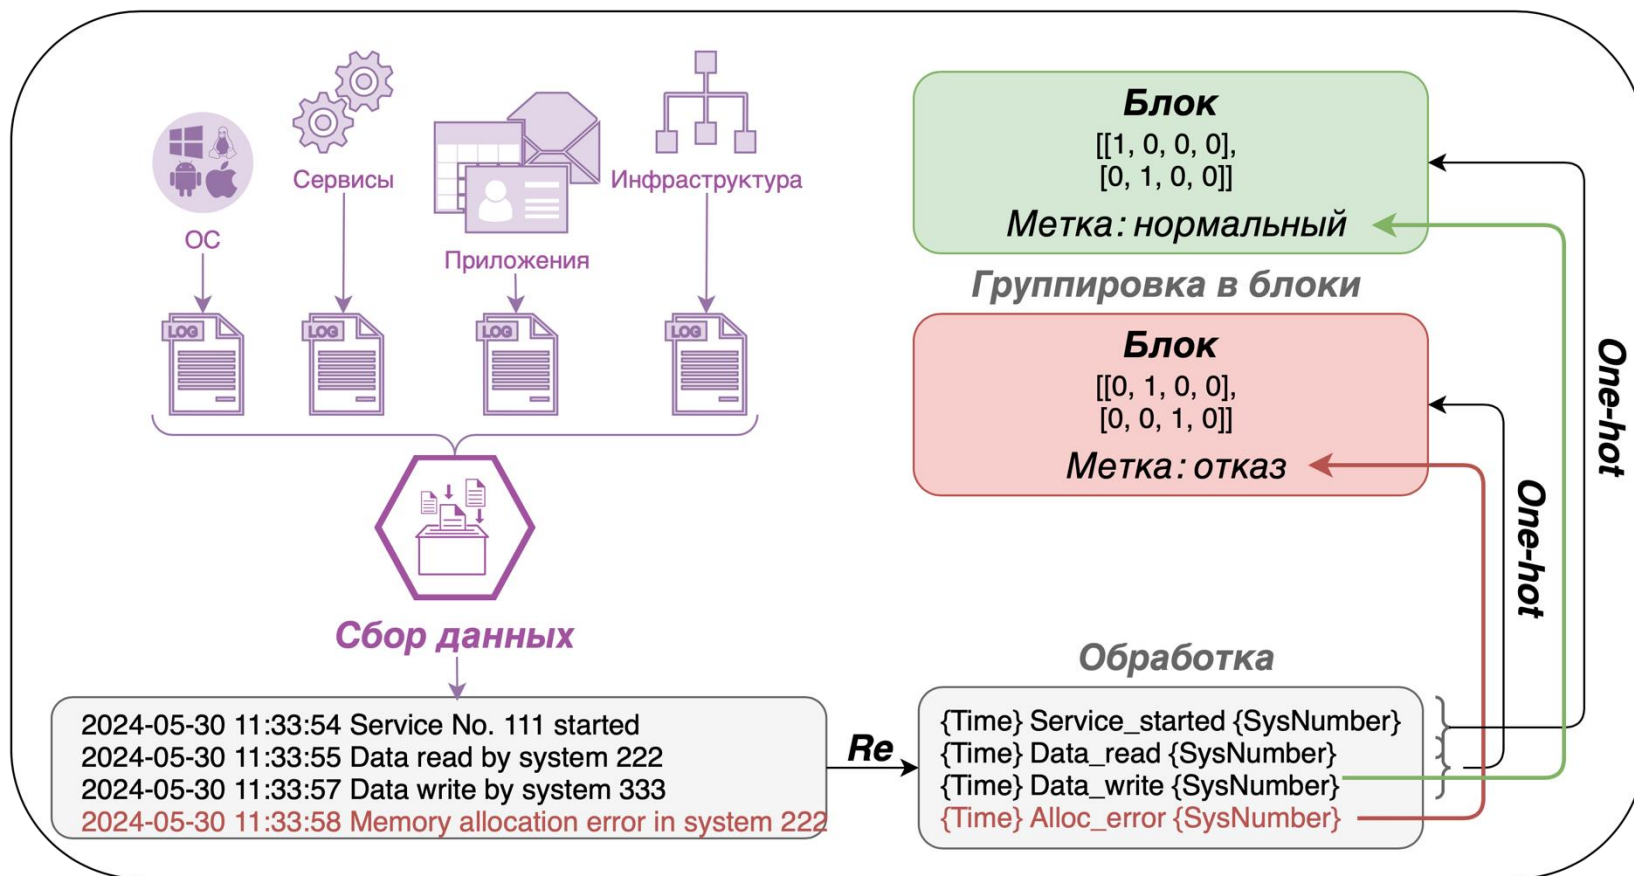 ОС
Сервисы
Приложения
Инфраструктура
LOG
LOG
LOG
LOG
Сбор данных
2024-05-30 11:33:54 Service No. 111 started
2024-05-30 11:33:55 Data read by system 222
2024-05-30 11:33:57 Data write by system 333
2024-05-30 11:33:58 Memory allocation error in system 222
Re
Обработка
{Time} Service_started {SysNumber}
{Time} Data_read {SysNumber}
{Time} Data_write {SysNumber}
{Time} Alloc_error {SysNumber}
One-hot
One-hot
Блок
[[1, 0, 0, 0],
[0, 1, 0, 0]]
Метка: нормальный
Группировка в блоки
Блок
[[0, 1, 0, 0],
[0, 0, 1, 0]]
Метка: отказ